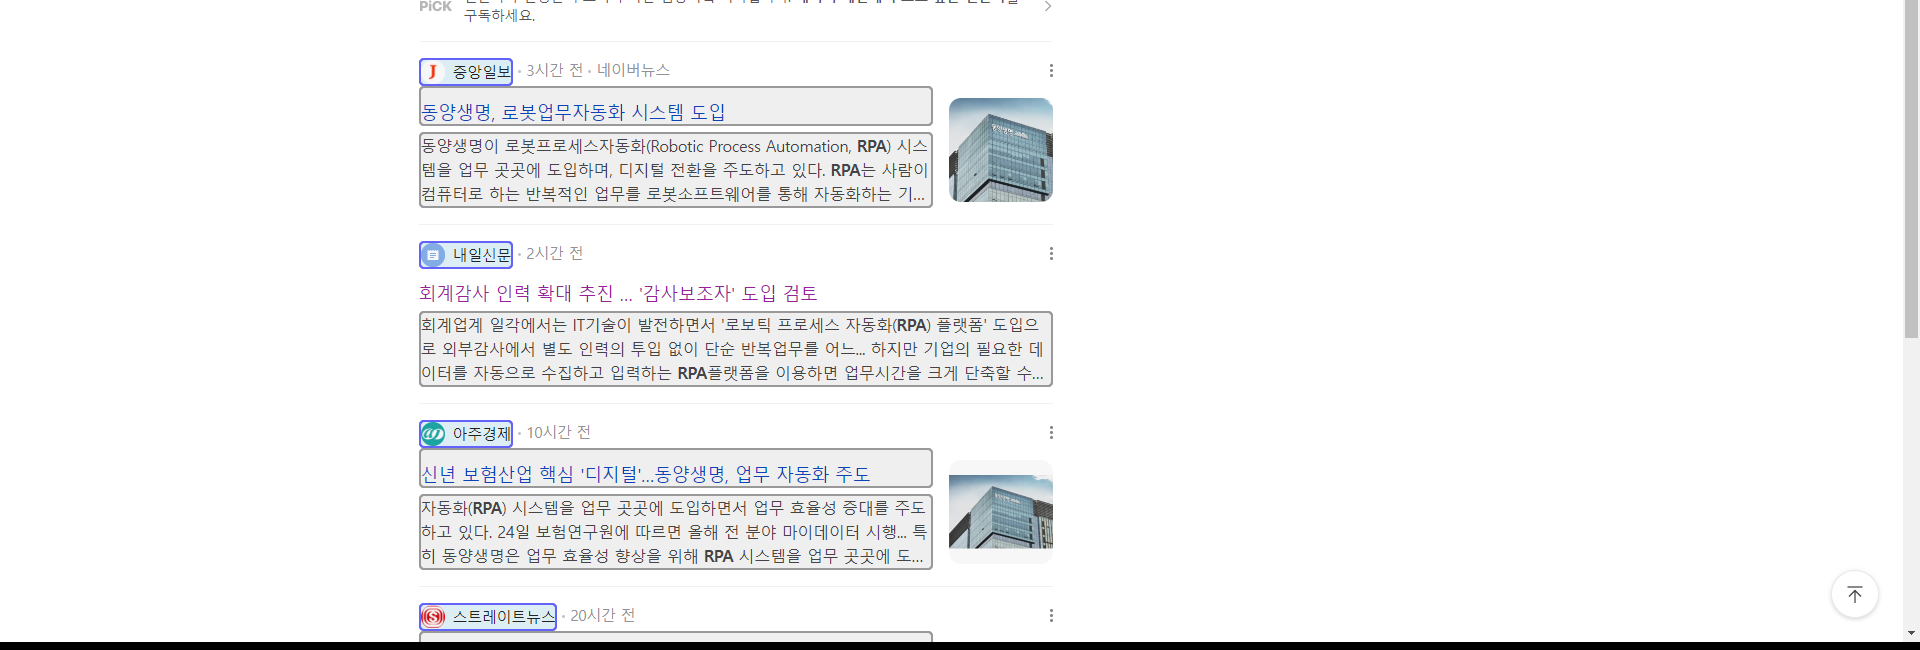 PiCK
구독하세요.
중앙일보 · 3시간 전 · 네이버뉴스
동양생명, 로봇업무자동화 시스템 도입
동양생명이 로봇프로세스자동화(Robotic Process Automation, RPA) 시스
템을 업무 곳곳에 도입하며, 디지털 전환을 주도하고 있다. RPA는 사람이
컴퓨터로 하는 반복적인 업무를 로봇소프트웨어를 통해 자동화하는 기...
내일신문 · 2시간 전
회계감사 인력 확대 추진 ... '감사보조자' 도입 검토
회계업계 일각에서는 IT기술이 발전하면서 '로보틱 프로세스 자동화(RPA) 플랫폼' 도입으
로 외부감사에서 별도 인력의 투입 없이 단순 반복업무를 어느... 하지만 기업의 필요한 데
이터를 자동으로 수집하고 입력하는 RPA플랫폼을 이용하면 업무시간을 크게 단축할 수...
아주경제 · 10시간 전
신년 보험산업 핵심 '디지털'...동양생명, 업무 자동화 주도
자동화(RPA) 시스템을 업무 곳곳에 도입하면서 업무 효율성 증대를 주도
하고 있다. 24일 보험연구원에 따르면 올해 전 분야 마이데이터 시행... 특
히 동양생명은 업무 효율성 향상을 위해 RPA 시스템을 업무 곳곳에 도...
스트레이트뉴스 · 20시간 전